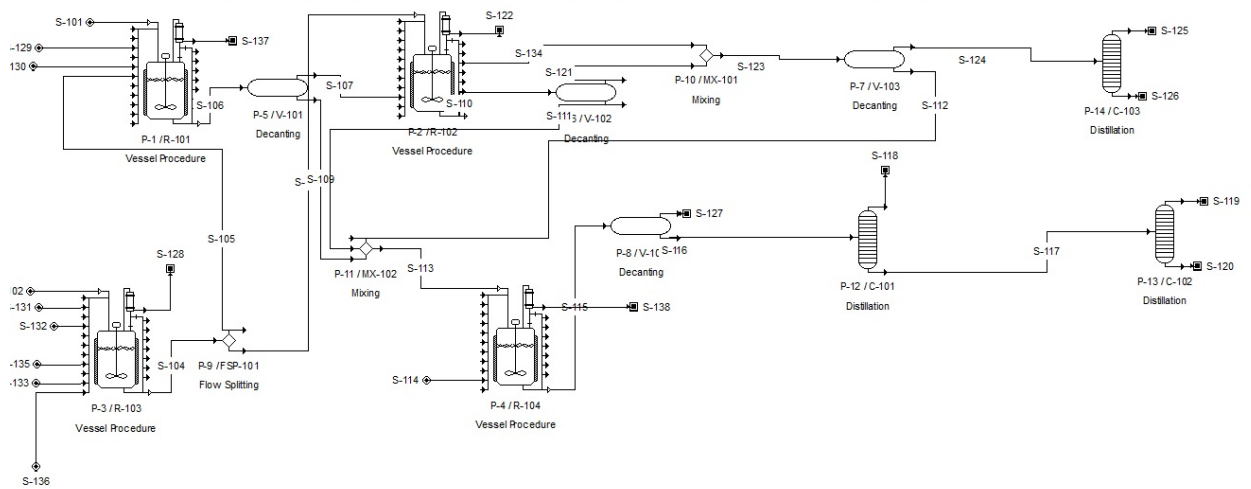 S-101
S-122
S-137
S-134
S-125
-129
130
S-121
S-123
S-124
P-10 / MX-101
Mixing
P-7 / V-103
Decanting
S-107
S-106
S-110
S-112
S-126
P-5 / V-101
Decanting
P-14 / C-103
Distillation
S-111
3 / V-102
Decanting
P-1 / R-101
Vessel Procedure
P-2 / R-102
Vessel Procedure
S-118
S-
S-109
S-119
S-127
S-105
S-116
P-8 / V-10
Decanting
S-117
S-128
S-113
P-11 / MX-102
Mixing
P-12 / C-101
Distillation
S-120
P-13 / C-102
Distillation
02
-131
S-132
S-115
S-138
S-104
P-9 / FSP-101
Flow Splitting
-135
-133
S-114
P-3 / R-103
Vessel Procedure
P-4 / R-104
Vessel Procedure
S-136